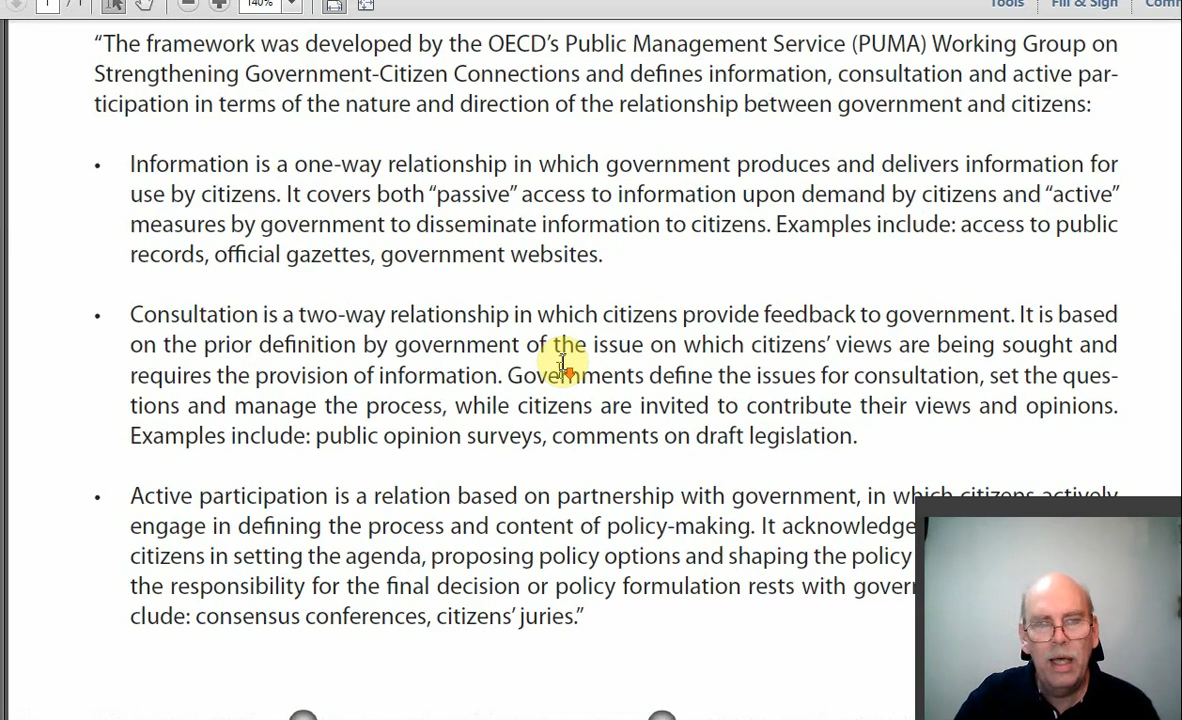 1 / 1
140%
Tools
Fill & Sign
“The framework was developed by the OECD’s Public Management Service (PUMA) Working Group on
Strengthening Government-Citizen Connections and defines information, consultation and active par-
ticipation in terms of the nature and direction of the relationship between government and citizens:
• Information is a one-way relationship in which government produces and delivers information for
use by citizens. It covers both “passive” access to information upon demand by citizens and “active”
measures by government to disseminate information to citizens. Examples include: access to public
records, official gazettes, government websites.
• Consultation is a two-way relationship in which citizens provide feedback to government. It is based
on the prior definition by government of the issue on which citizens’ views are being sought and
requires the provision of information. Governments define the issues for consultation, set the ques-
tions and manage the process, while citizens are invited to contribute their views and opinions.
Examples include: public opinion surveys, comments on draft legislation.
• Active participation is a relation based on partnership with government, in which citizens actively
engage in defining the process and content of policy-making. It acknowledge
citizens in setting the agenda, proposing policy options and shaping the policy
the responsibility for the final decision or policy formulation rests with gover
clude: consensus conferences, citizens’ juries.”